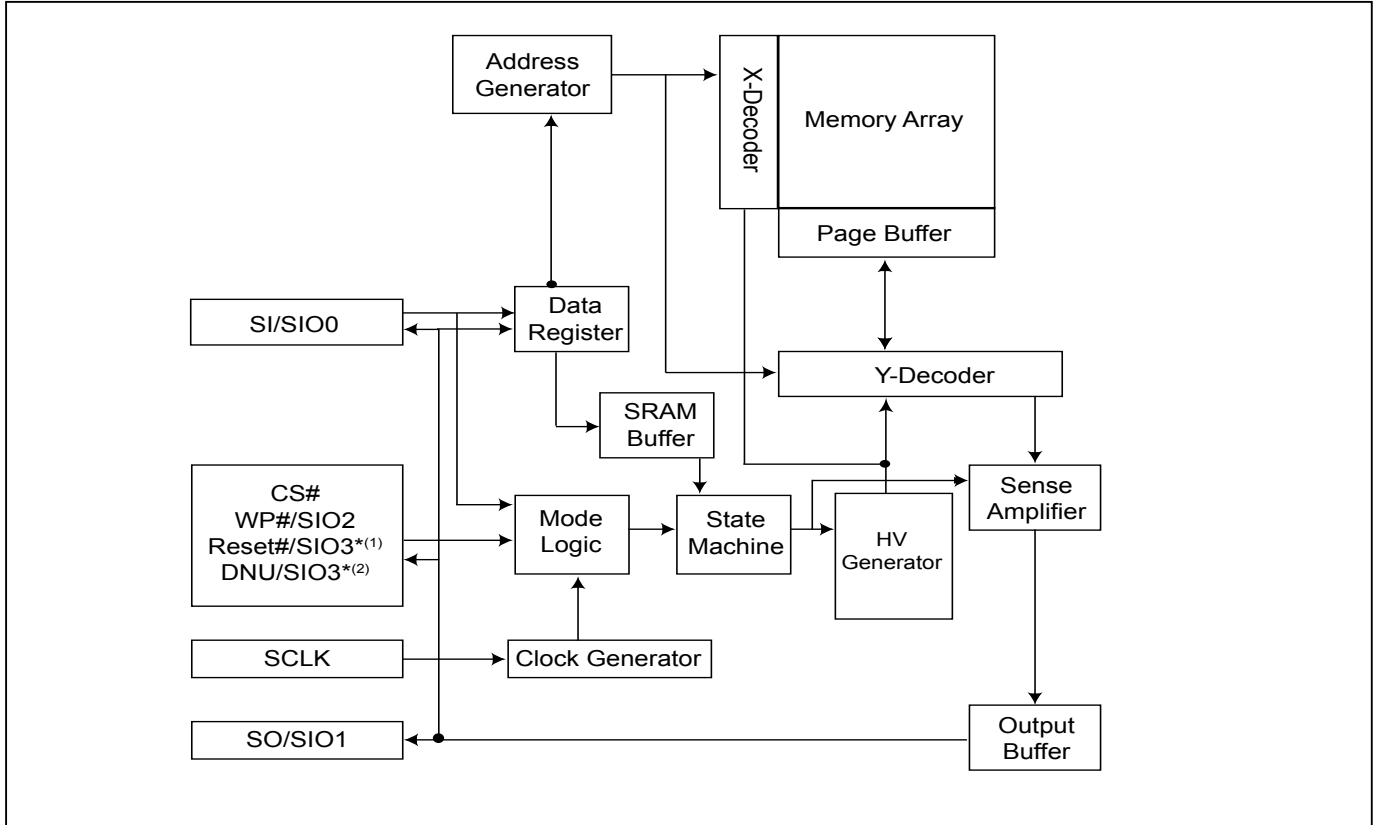 Address
Generator
X-Decoder
Memory Array
Page Buffer
SI/SIO0
Data
Register
Y-Decoder
SRAM
Buffer
CS#
WP#/SIO2
Reset#/SIO3*(1)
DNU/SIO3*(2)
Mode
Logic
State
Machine
HV
Generator
Sense
Amplifier
SCLK
Clock Generator
SO/SIO1
Output
Buffer